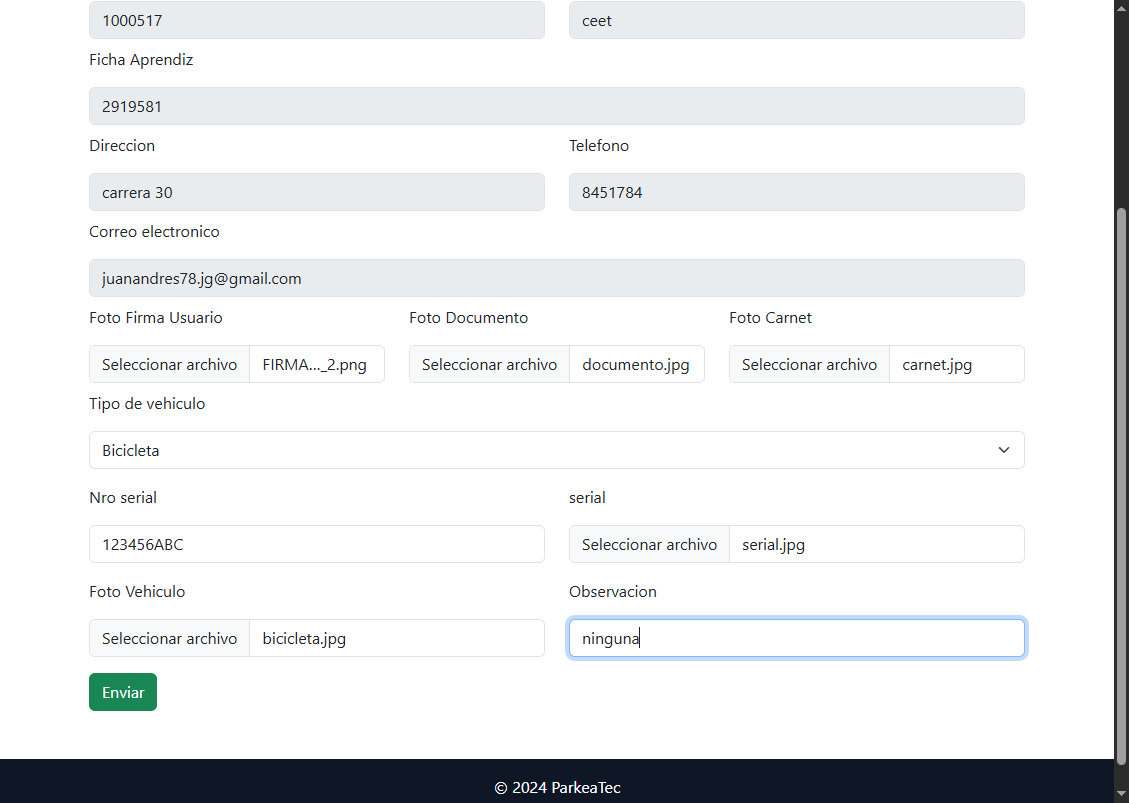 1000517 ceet
Ficha Aprendiz
2919581
Direccion Telefono
carrera 30 8451784
Correo electronico
juanandres78.jg@gmail.com
Foto Firma Usuario Foto Documento Foto Carnet
Seleccionar archivo FIRMA..._2.png Seleccionar archivo documento.jpg Seleccionar archivo carnet.jpg
Tipo de vehiculo
Bicicleta
Nro serial serial
123456ABC Seleccionar archivo serial.jpg
Foto Vehiculo Observacion
Seleccionar archivo bicicleta.jpg ninguna
Enviar
© 2024 ParkeaTec